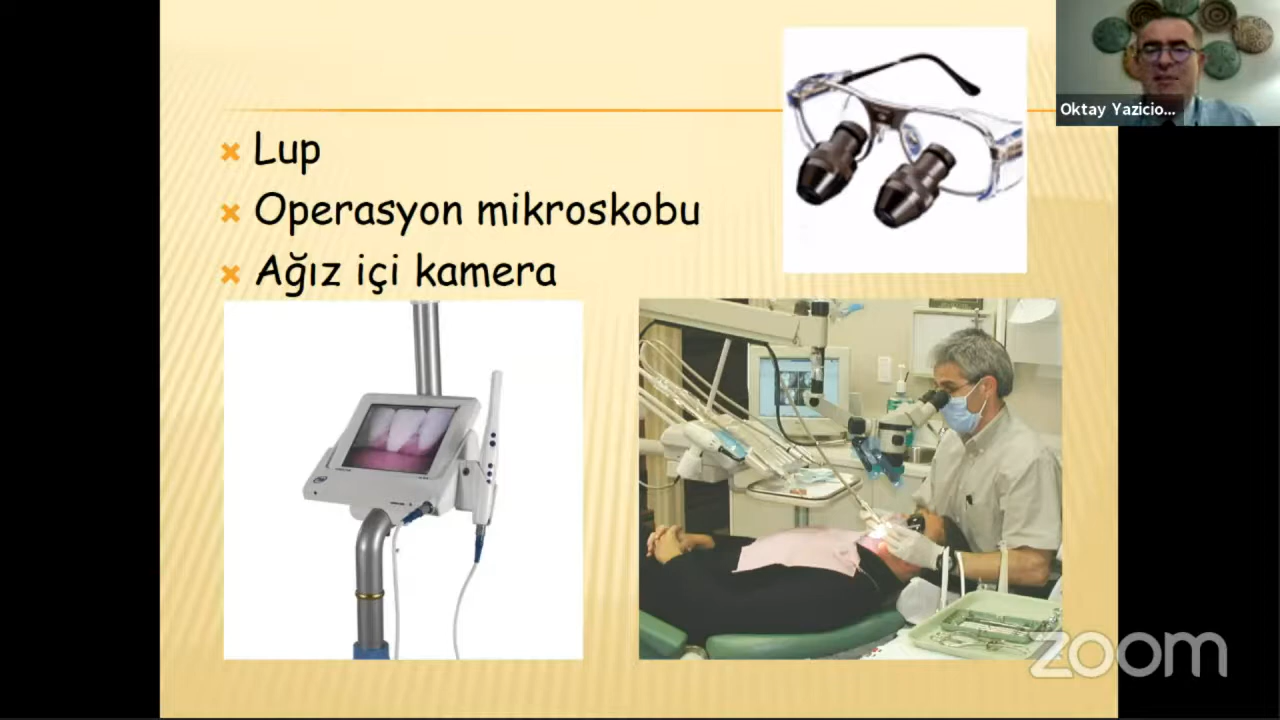 Lup
Operasyon mikroskobu
Ağız içi kamera
Oktay Yazicio...
zoom